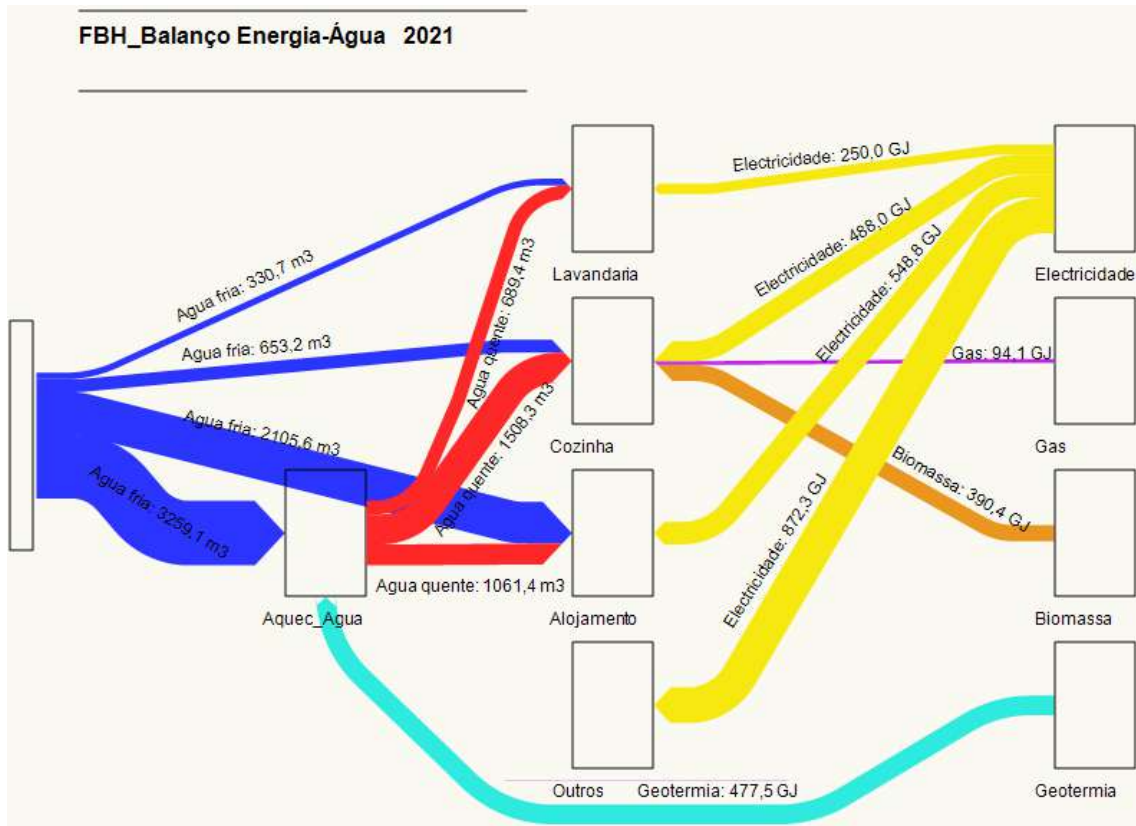 FBH_Balanço Energia-Água 2021
Electricidade: 250,0 GJ
Agua fria: 330,7 m3
Agua quente: 689,4 m3
Electricidade: 488,0 GJ
Electricidade: 548,8 GJ
Lavandaria
Electricidade
Agua fria: 653,2 m3
Gas: 94,1 GJ
Agua fria: 2105,6 m3
Agua quente: 1508,3 m3
Cozinha
Gas
Agua fria: 3259,1 m3
Biomassa: 390,4 GJ
Electricidade: 872,3 GJ
Agua quente: 1061,4 m3
Aquec_Agua
Alojamento
Biomassa
Outros
Geotermia: 477,5 GJ
Geotermia